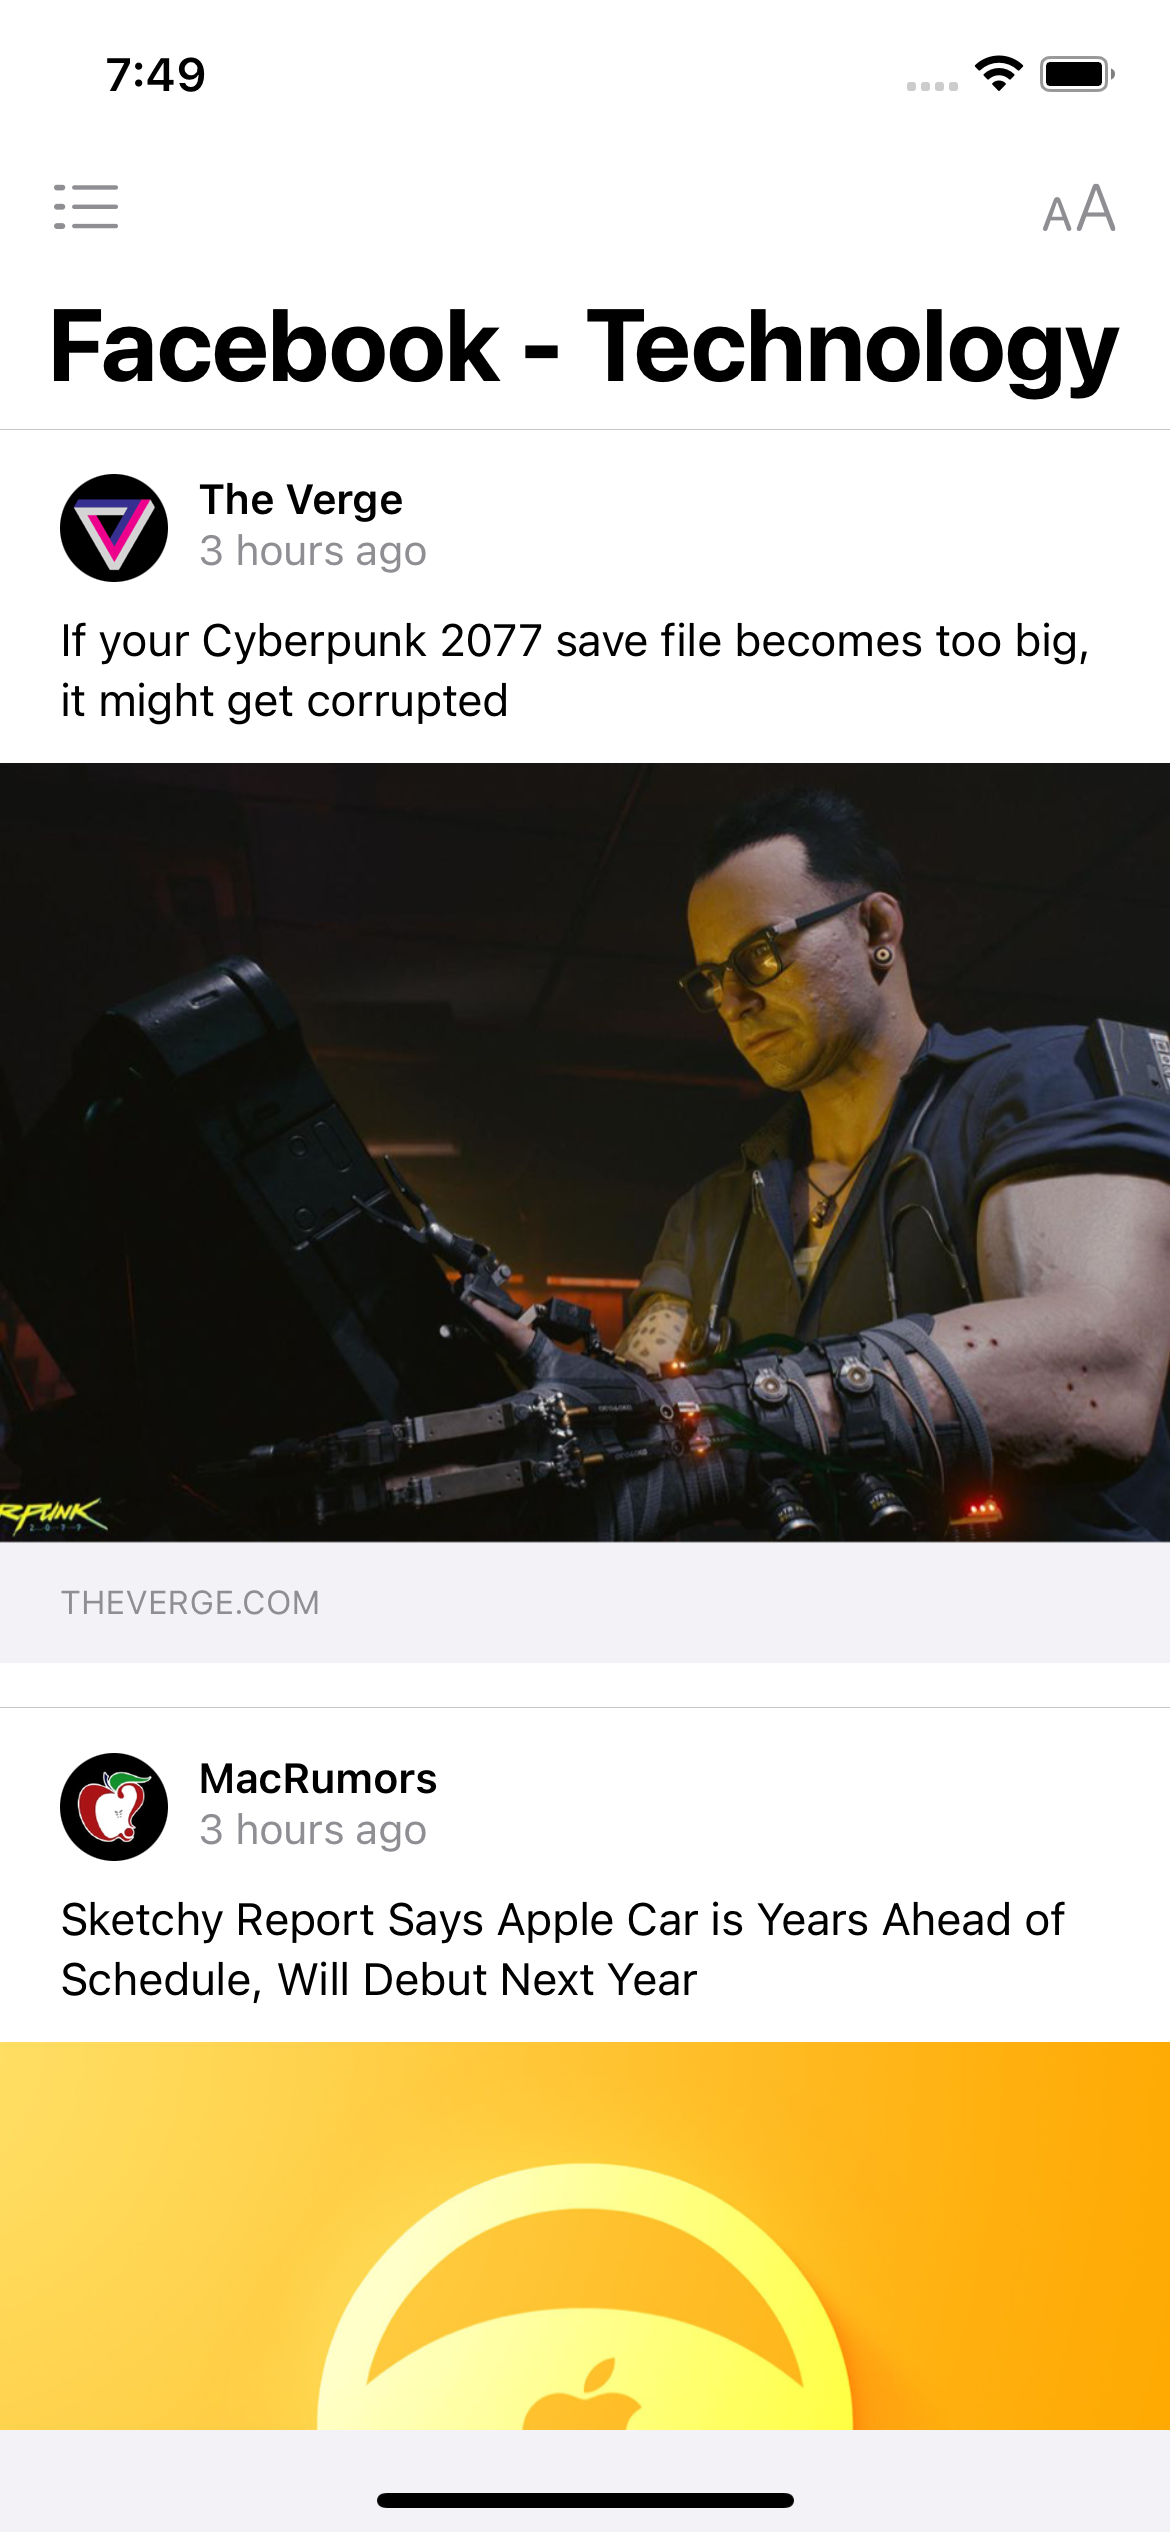 7:49
AA
Facebook - Technology
The Verge
3 hours ago
If your Cyberpunk 2077 save file becomes too big,
it might get corrupted
RPUNK
2077
THEVERGE.COM
MacRumors
3 hours ago
Sketchy Report Says Apple Car is Years Ahead of
Schedule, Will Debut Next Year